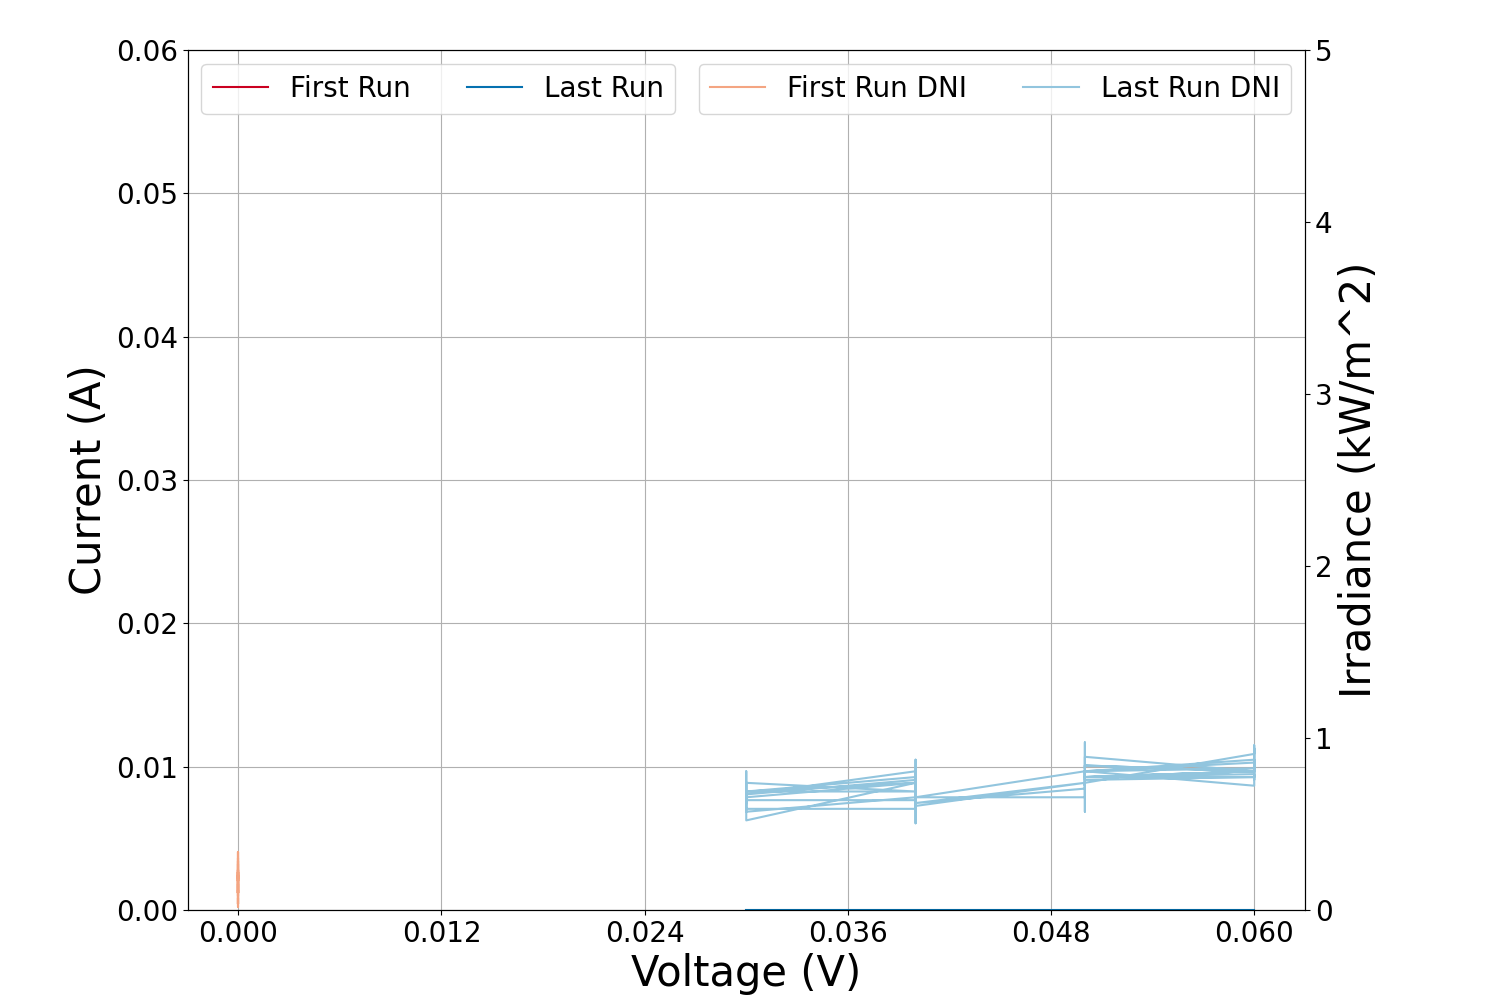 0.06
0.05
0.04
0.03
0.02
0.01
0.00
Current (A)
First Run
Last Run
First Run DNI
Last Run DNI
5
4
3
2
1
0
Irradiance (kW/m^2)
0.000
0.012
0.024
0.036
0.048
0.060
Voltage (V)